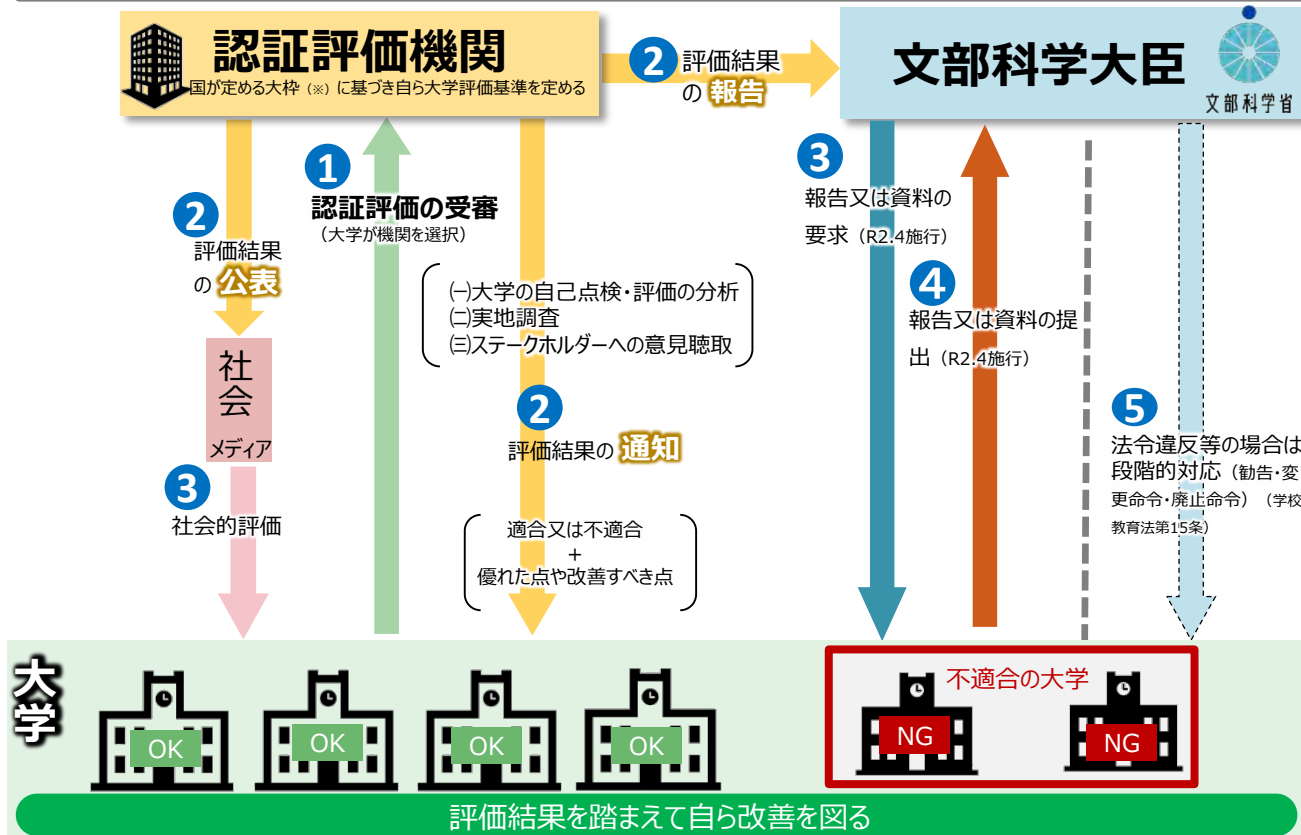 認証評価機関
国が定める大枠（※）に基づき自ら大学評価基準を定める
2 評価結果
の 報告
文部科学大臣
文部科学省
1
認証評価の受審
（大学が機関を選択）
2
評価結果
の 公表
社会
メディア
3
社会的評価
㈠大学の自己点検・評価の分析
㈡実地調査
㈢ステークホルダーへの意見聴取
2
評価結果の 通知
適合又は不適合
+
優れた点や改善すべき点
3
報告又は資料の
要求（R2.4施行）
4
報告又は資料の提
出（R2.4施行）
5
法令違反等の場合は
段階的対応（勧告・変
更命令・廃止命令）（学校
教育法第15条）
大学
OK
OK
OK
OK
不適合の大学
NG
NG
評価結果を踏まえて自ら改善を図る